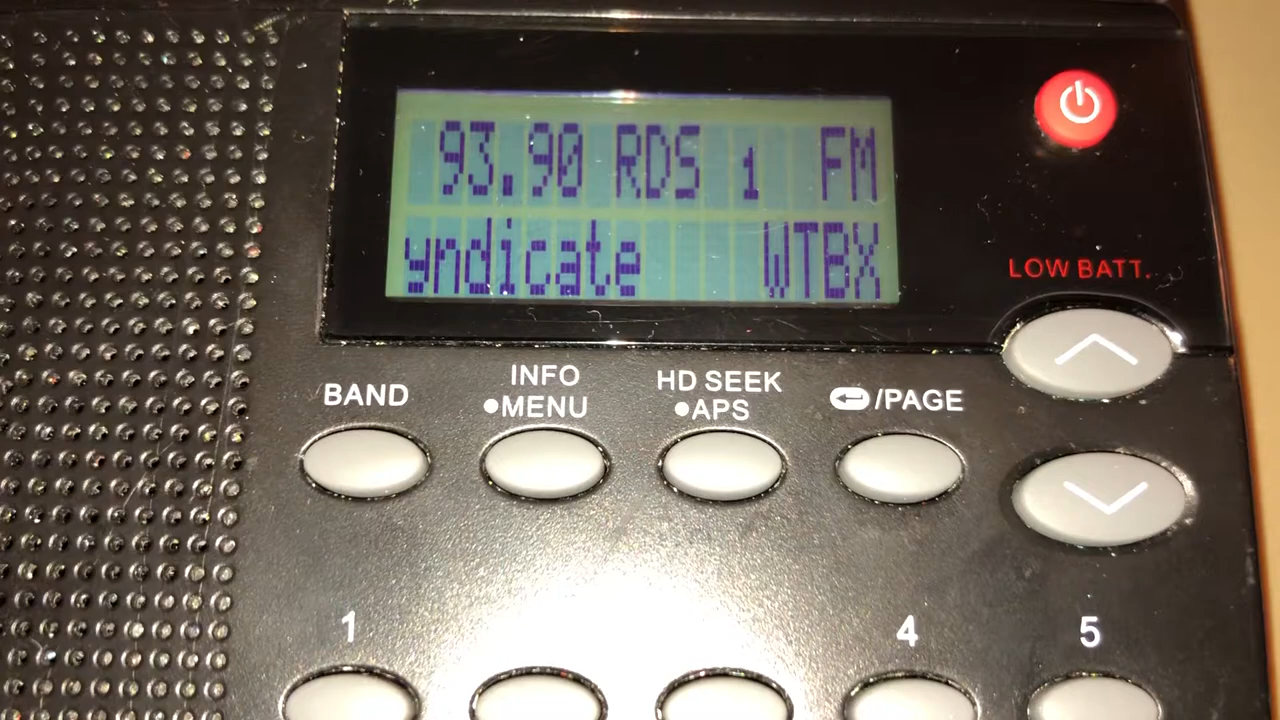 93.90 RDS 1 FM
yndicate WTBX
LOW BATT.
BAND
INFO
•MENU
HD SEEK
•APS
/PAGE
1
4
5